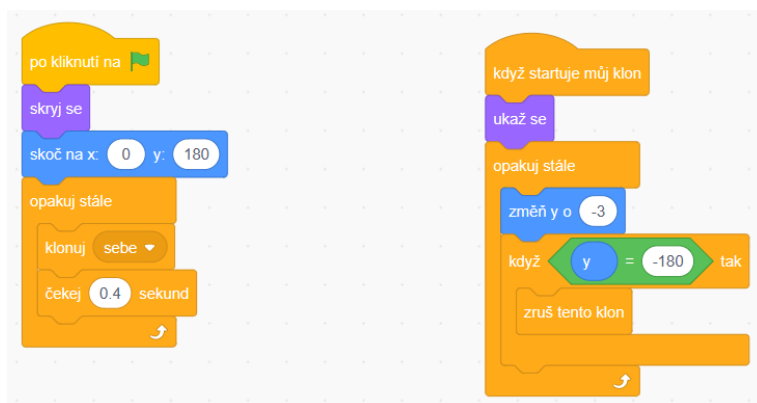 po kliknutí na
skryj se
skoč na x: 0 y: 180
opakuj stále
klonuj sebe
čekej 0.4 sekund
když startuje můj klon
ukaž se
opakuj stále
změň y o -3
když y = -180 tak
zruš tento klon